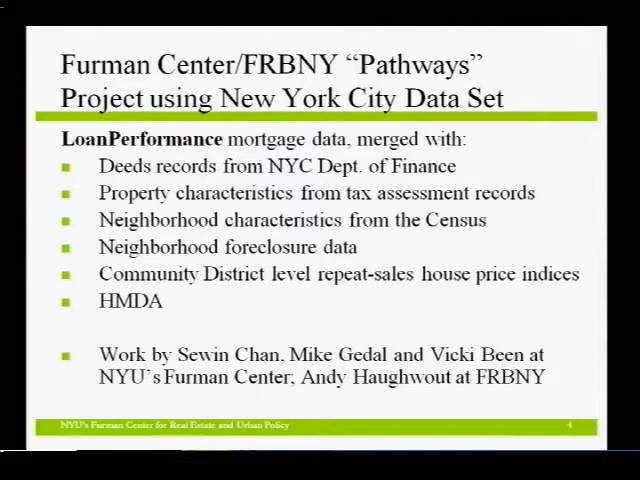 Furman Center/FRBNY “Pathways”
Project using New York City Data Set
LoanPerformance mortgage data, merged with:
Deeds records from NYC Dept. of Finance
Property characteristics from tax assessment records
Neighborhood characteristics from the Census
Neighborhood foreclosure data
Community District level repeat-sales house price indices
HMDA
Work by Sewin Chan, Mike Gedal and Vicki Been at
NYU’s Furman Center; Andy Haughwout at FRBNY
NYU's Furman Center for Real Estate and Urban Policy 4